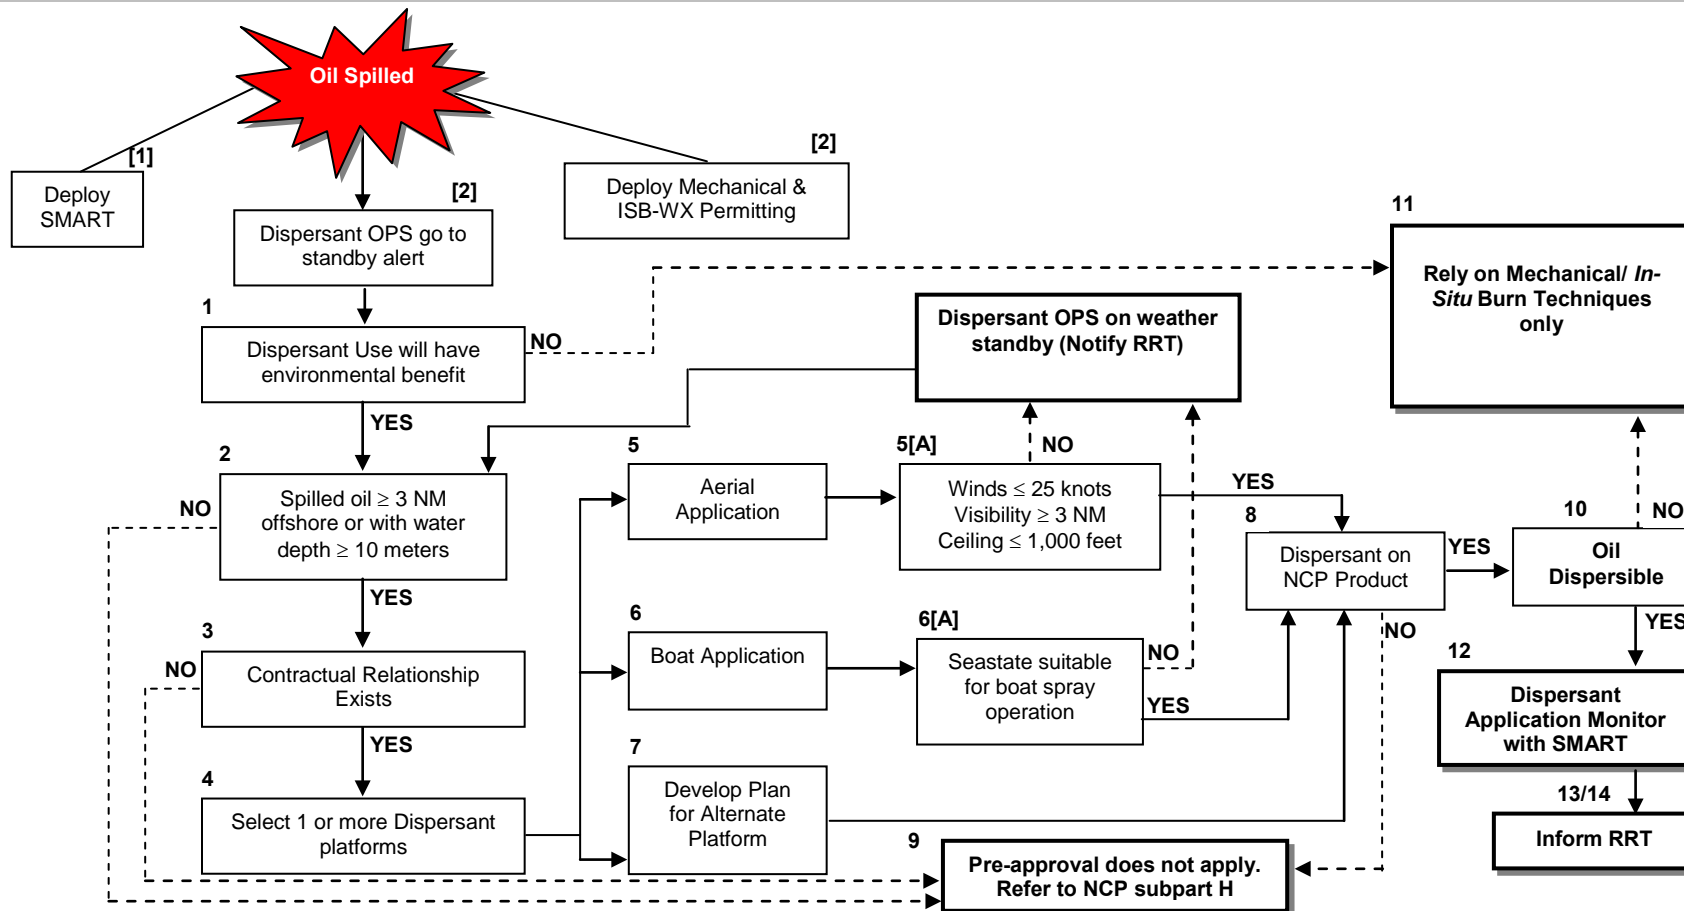 Oil Spilled
[1]
Deploy
SMART
[2]
Dispersant OPS go to
standby alert
[2]
Deploy Mechanical &
ISB-WX Permitting
1
Dispersant Use will have
environmental benefit
NO
YES
11
Rely on Mechanical/ In-
Situ Burn Techniques
only
Dispersant OPS on weather
standby (Notify RRT)
2
Spilled oil ≥ 3 NM
offshore or with water
depth ≥ 10 meters
NO
YES
3
Contractual Relationship
Exists
NO
YES
4
Select 1 or more Dispersant
platforms
5
Aerial
Application
5[A]
Winds ≤ 25 knots
Visibility ≥ 3 NM
Ceiling ≤ 1,000 feet
NO
YES
6
Boat Application
6[A]
Seastate suitable
for boat spray
operation
NO
YES
7
Develop Plan
for Alternate
Platform
8
Dispersant on
NCP Product
YES
NO
9
Pre-approval does not apply.
Refer to NCP subpart H
10
Oil
Dispersible
NO
YES
12
Dispersant
Application Monitor
with SMART
13/14
Inform RRT